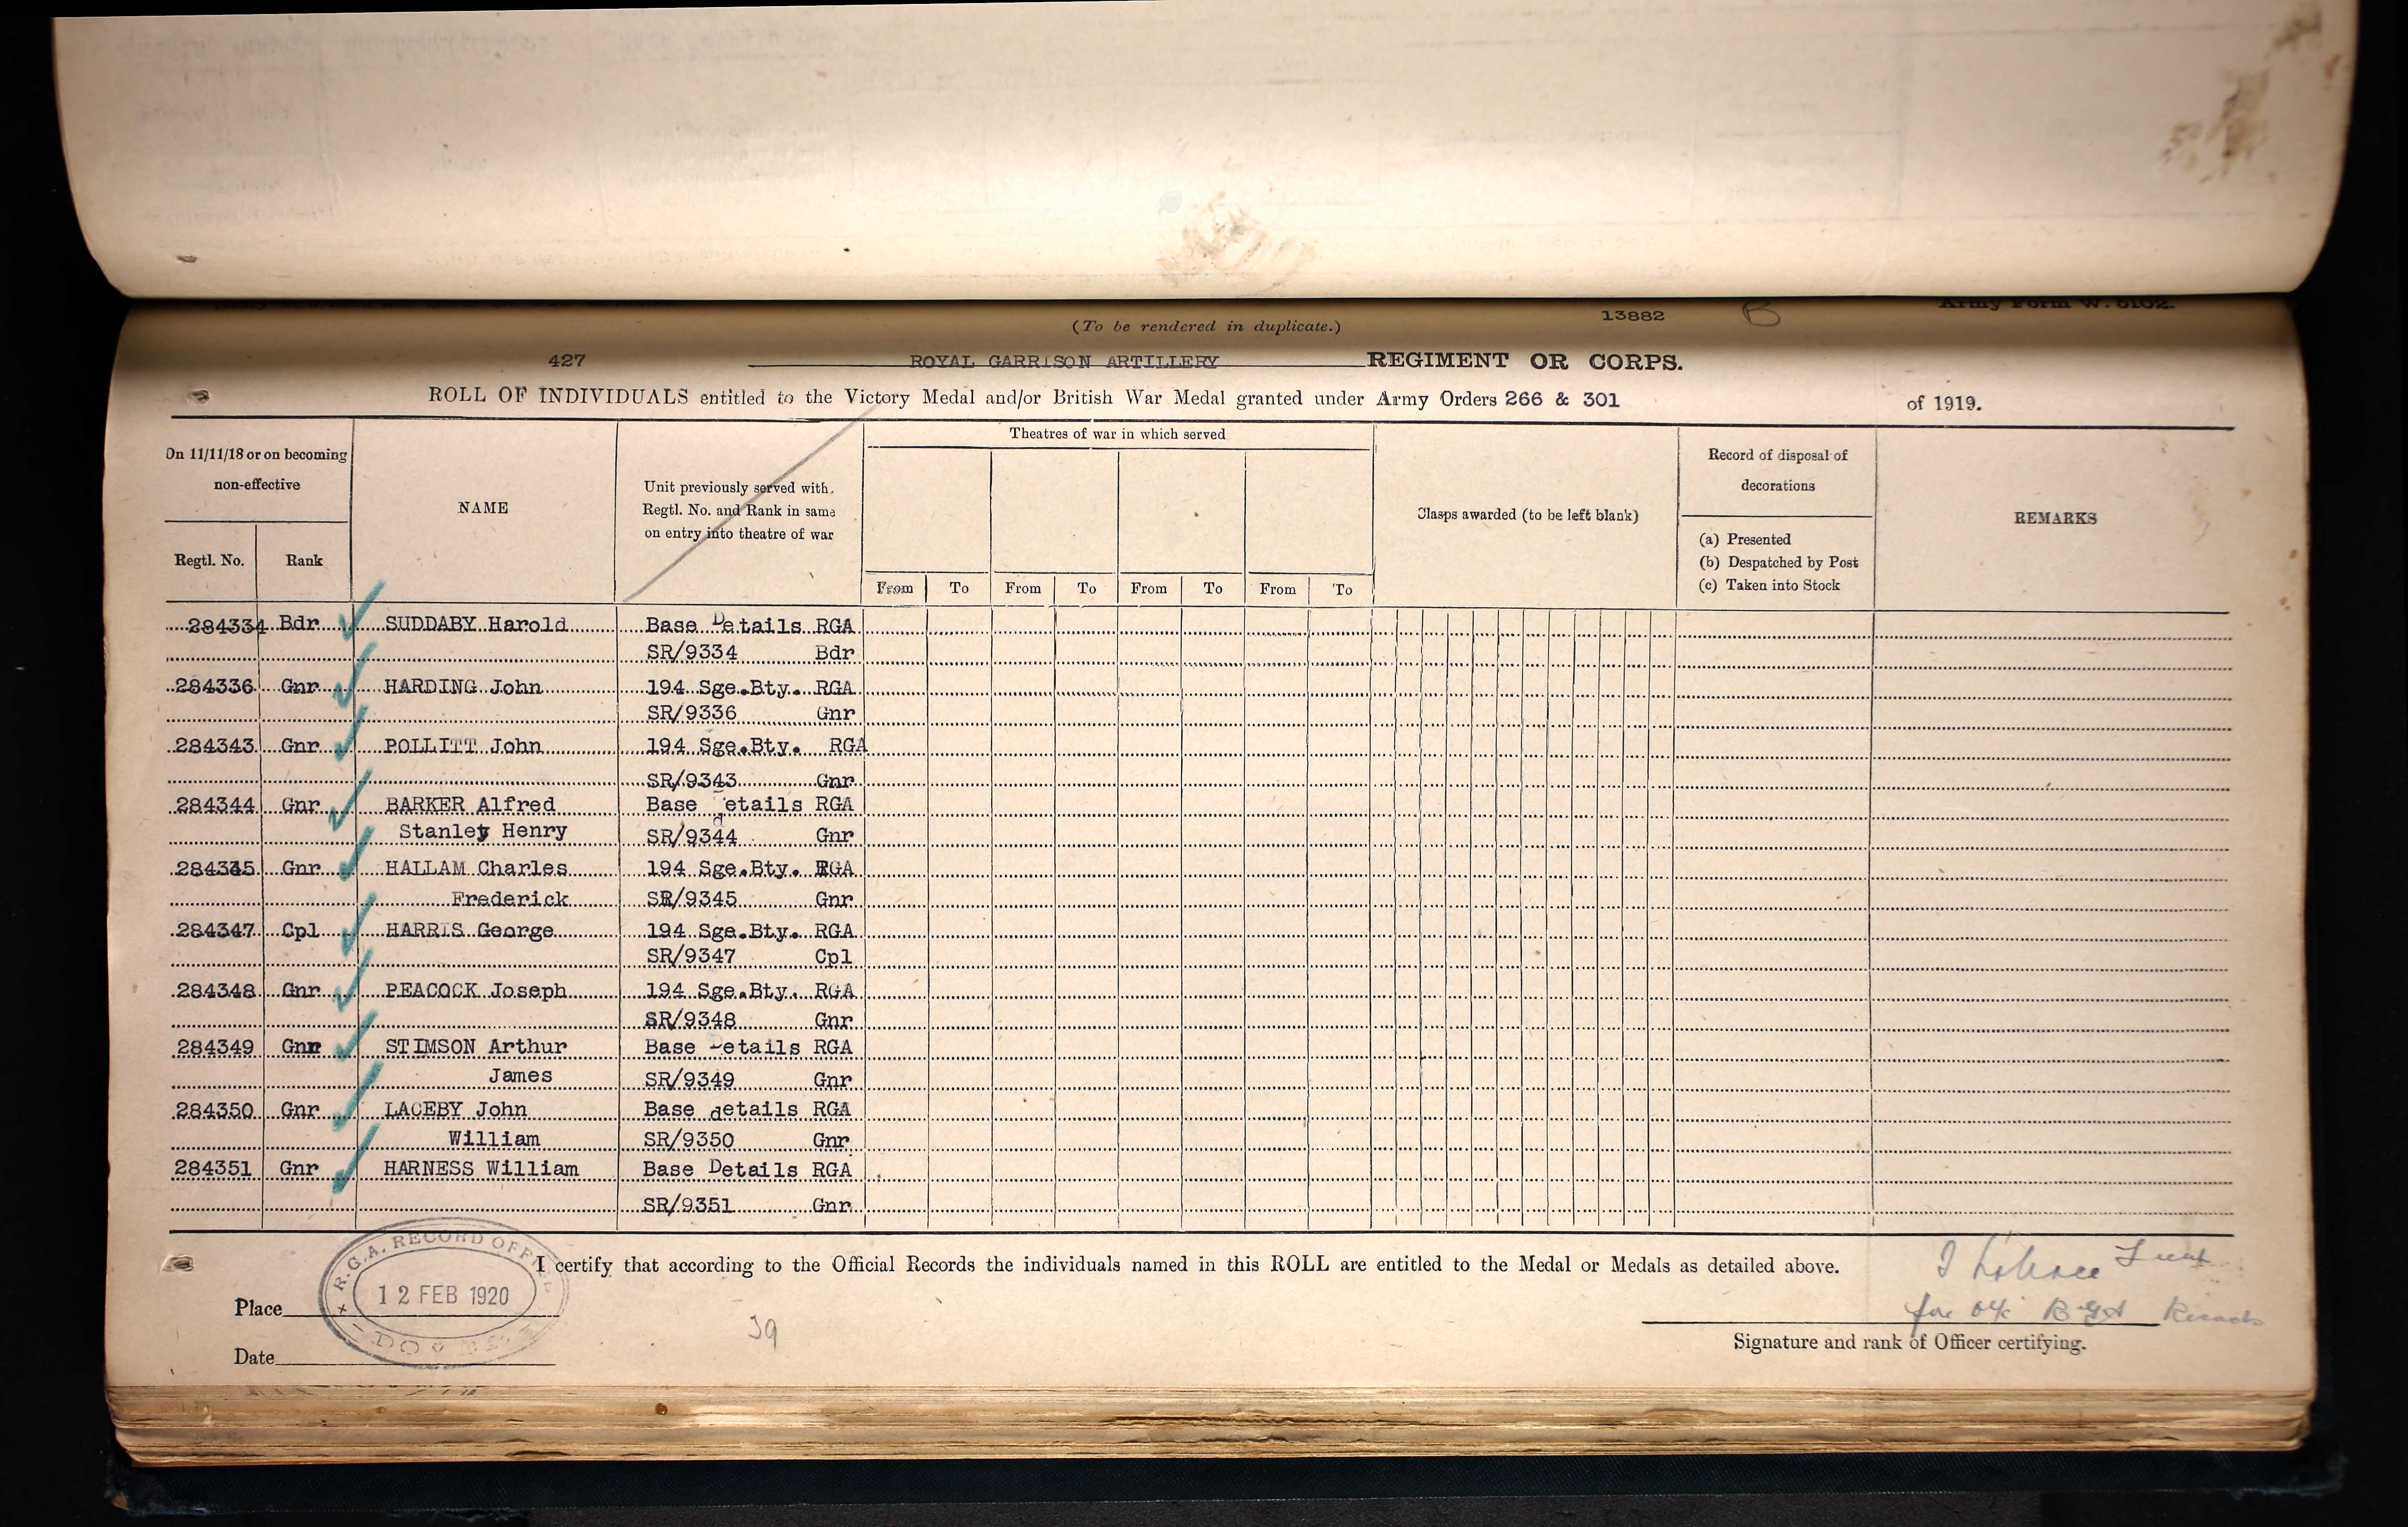 Army Form W. 5102.
(To be rendered in duplicate.) 13882 B
427 ROYAL GARRISON ARTILLERY REGIMENT OR CORPS.
ROLL OF INDIVIDUALS entitled to the Victory Medal and/or British War Medal granted under Army Orders 266 & 301 of 1919.
On 11/11/18 or on becoming non-effective
Regtl. No. Rank
NAME
Unit previously served with.
Regtl. No. and Rank in same
on entry into theatre of war
Theatres of war in which served
From To From To From To From To
Clasps awarded (to be left blank)
Record of disposal of
decorations
(a) Presented
(b) Despatched by Post
(c) Taken into Stock
REMARKS
284334 Bdr SUDDABY Harold Base Details RGA
SR/9334 Bdr
284336 Gnr HARDING John 194 Sge.Bty. RGA
SR/9336 Gnr
284343 Gnr POLLITT John 194 Sge.Bty. RGA
SR/9343 Gnr
284344 Gnr BARKER Alfred Base etails RGA
Stanley Henry SR/9344 Gnr
284345 Gnr HALLAM Charles 194 Sge.Bty. RGA
Frederick SR/9345 Gnr
284347 Cpl HARRIS George 194 Sge.Bty. RGA
SR/9347 Cpl
284348 Gnr PEACOCK Joseph 194 Sge.Bty. RGA
SR/9348 Gnr
284349 Gnr STIMSON Arthur Base Details RGA
James SR/9349 Gnr
284350 Gnr LACEBY John Base details RGA
William SR/9350 Gnr
284351 Gnr HARNESS William Base Details RGA
SR/9351 Gnr
I certify that according to the Official Records the individuals named in this ROLL are entitled to the Medal or Medals as detailed above.
R.G.A. RECORD OFFICE
12 FEB 1920
Place
Date
39
Lieut
for O/c RGA Records
Signature and rank of Officer certifying.